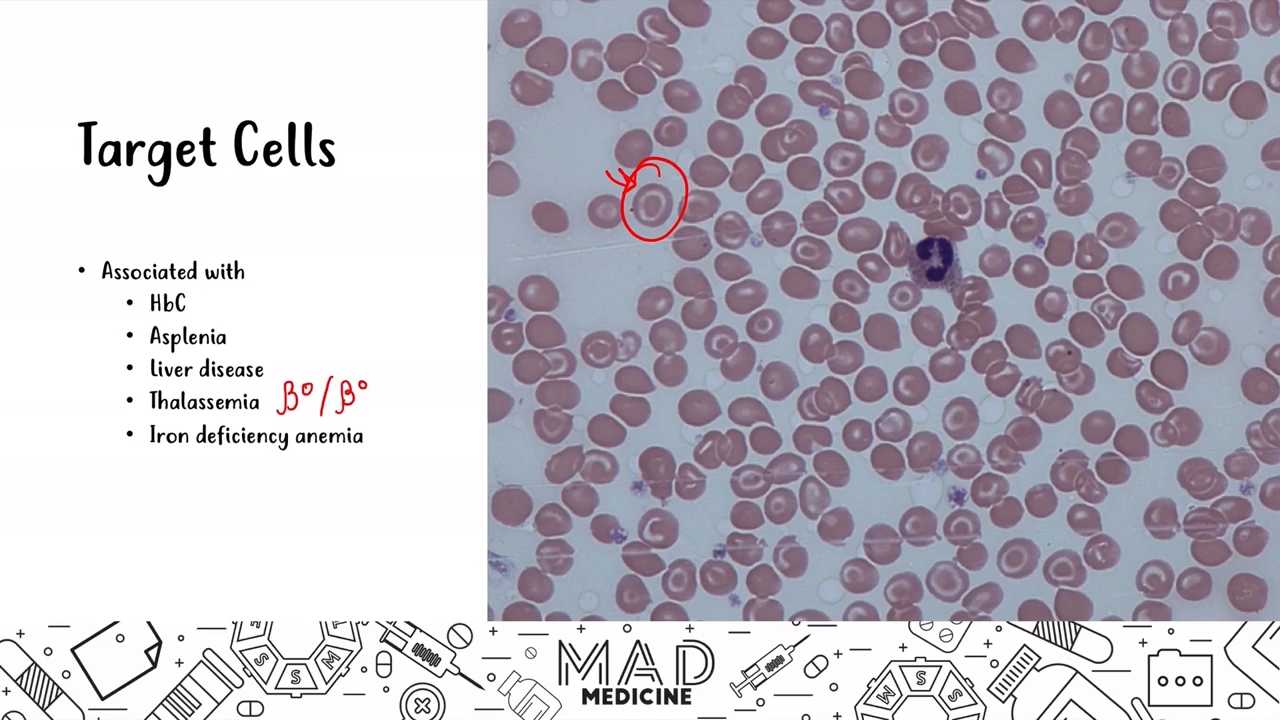 Target Cells
• Associated with
• HbC
• Asplenia
• Liver disease
• Thalassemia β⁰/β⁰
• Iron deficiency anemia
MAD
MEDICINE
S
S
M
M
S
S